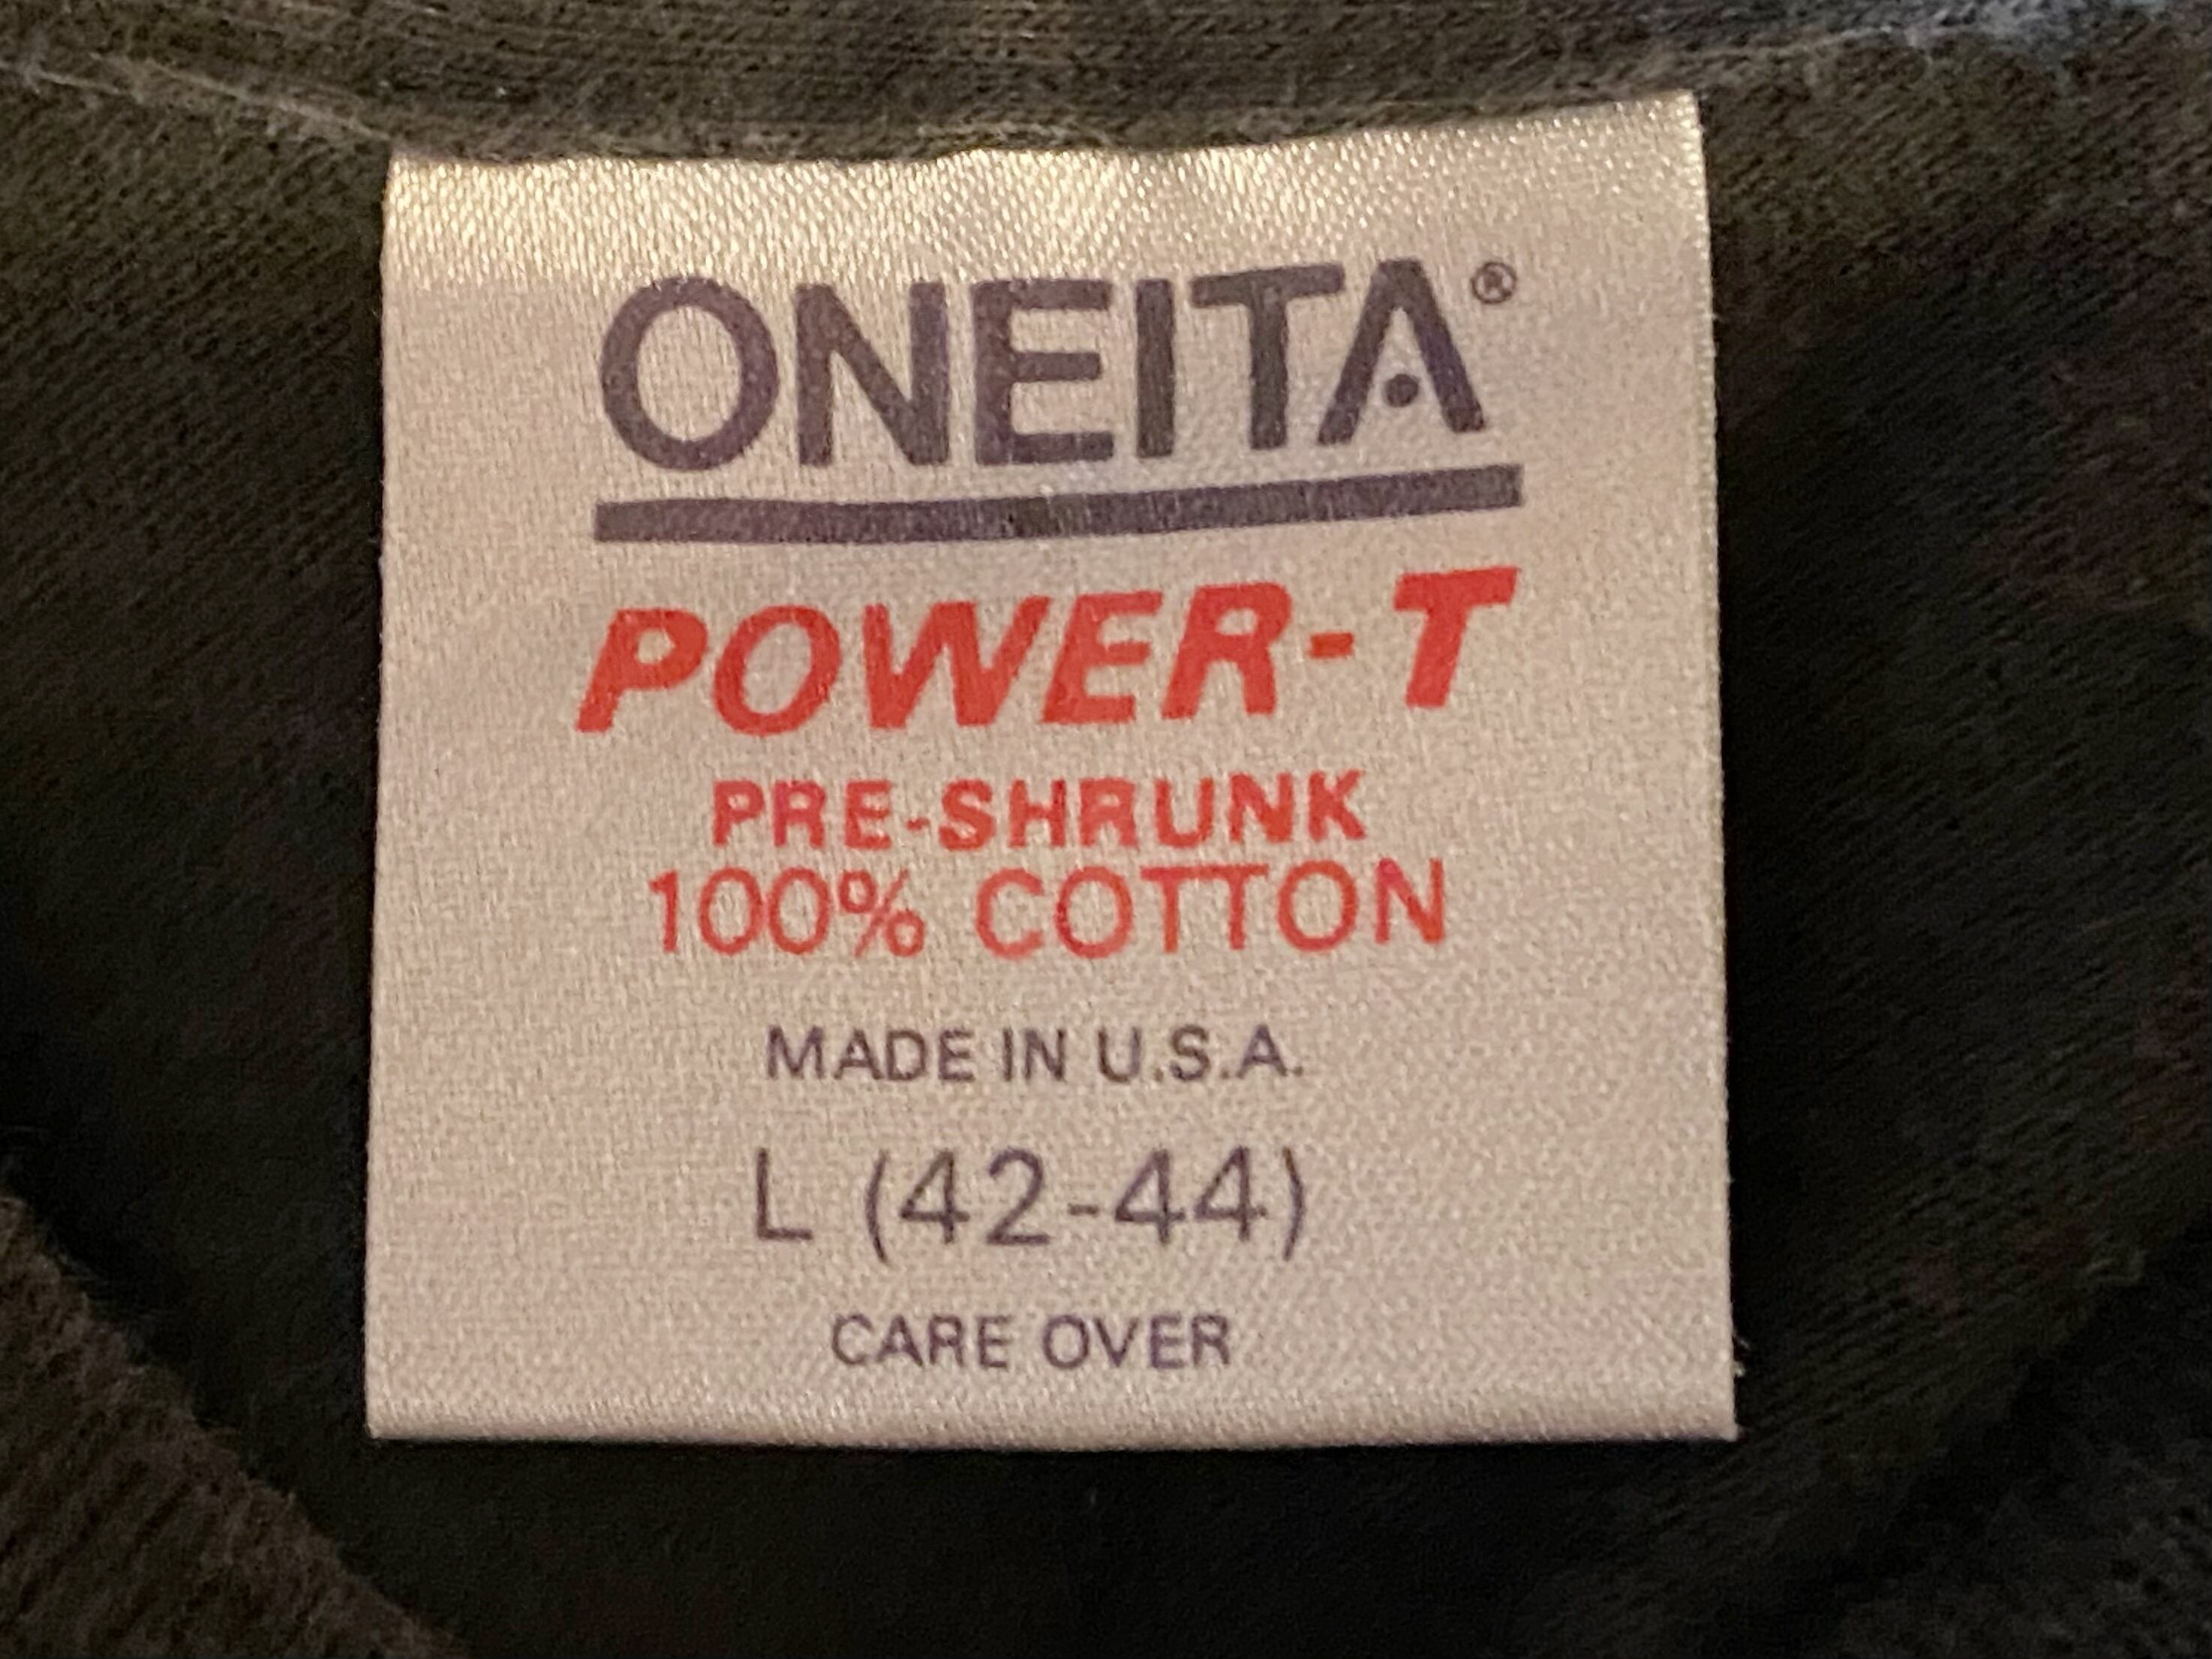 ONEITA®
POWER-T
PRE-SHRUNK
100% COTTON
MADE IN U.S.A.
L (42-44)
CARE OVER